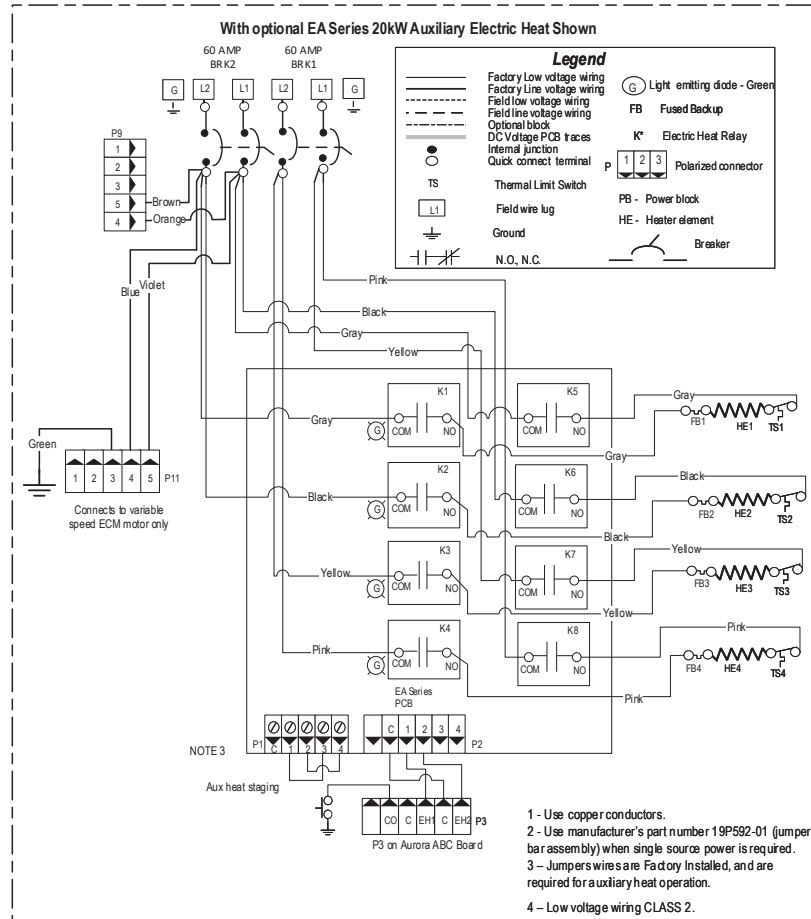 With optional EA Series 20kW Auxiliary Electric Heat Shown
60 AMP
BRK2
60 AMP
BRK1
G
L2
L1
L2
L1
G
Legend
Factory Low voltage wiring
Factory Line voltage wiring
Field low voltage wiring
Field line voltage wiring
Optional block
DC Voltage PCB traces
Internal junction
Quick connect terminal
TS
Thermal Limit Switch
L1
Field wire lug
Ground
N.O., N.C.
G
Light emitting diode - Green
FB
Fused Backup
K*
Electric Heat Relay
P
1 2 3
Polarized connector
PB - Power block
HE - Heater element
Breaker
P9
1
2
3
5
4
Brown
Orange
Blue
Violet
Pink
Black
Gray
Yellow
Green
1 2 3 4 5
P11
Connects to variable
speed ECM motor only
K1
Gray
G
COM
NO
K5
COM
NO
Gray
Gray
FB1
HE1
TS1
K2
Black
G
COM
NO
K6
COM
NO
Black
Black
FB2
HE2
TS2
K3
Yellow
G
COM
NO
K7
COM
NO
Yellow
Yellow
FB3
HE3
TS3
K4
Pink
G
COM
NO
K8
COM
NO
Pink
Pink
FB4
HE4
TS4
EA Series
PCB
NOTE 3
P1
C 1 2 3 4
C 1 2 3 4
P2
Aux heat staging
CO C EH1 C EH2
P3
P3 on Aurora ABC Board
1 - Use copper conductors.
2 - Use manufacturer's part number 19P592-01 (jumper
bar assembly) when single source power is required.
3 – Jumpers wires are Factory Installed, and are
required for auxiliary heat operation.
4 – Low voltage wiring CLASS 2.